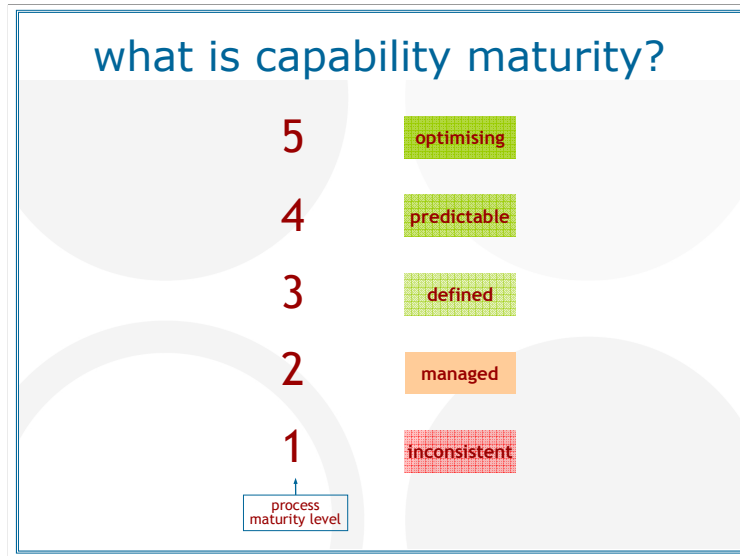 what is capability maturity?
5 optimising
4 predictable
3 defined
2 managed
1 inconsistent
process
maturity level